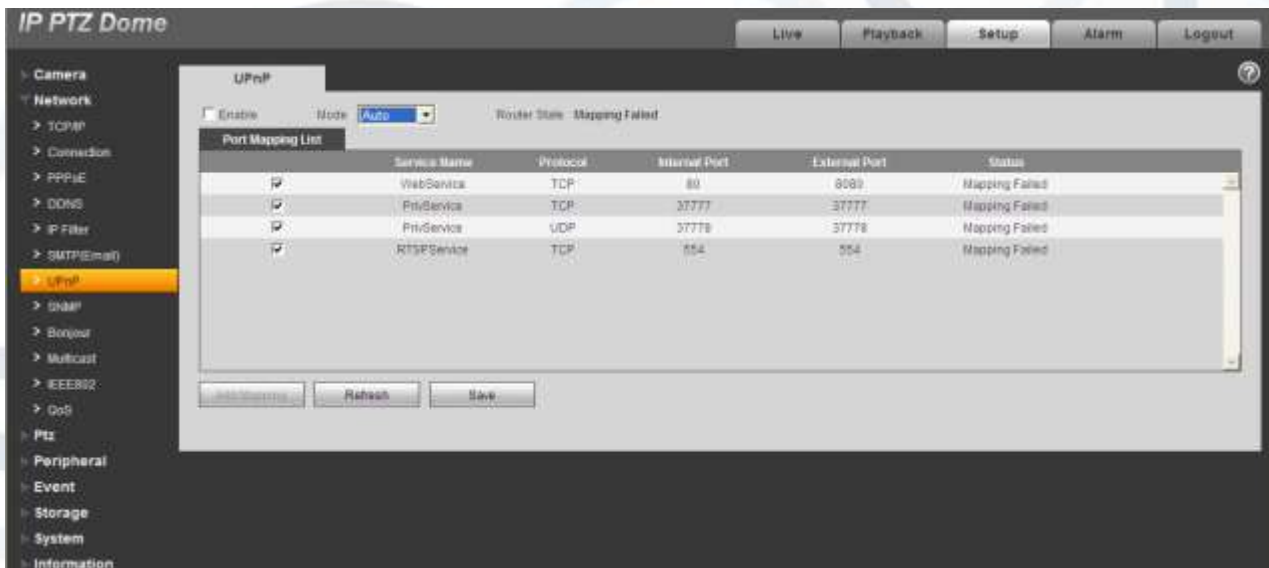 IP PTZ Dome
Live Playback Setup Alarm Logout
Camera
Network
> TCP/IP
> Connection
> PPPoE
> DDNS
> IP Filter
> SMTP(Email)
> UPnP
> SNMP
> Bonjour
> Multicast
> IEEE802
> QoS
Ptz
Peripheral
Event
Storage
System
Information
UPnP
Enable Mode Auto Router State Mapping Failed
Port Mapping List
Service Name Protocol Internal Port External Port Status
WebService TCP 80 8080 Mapping Failed
PrivService TCP 37777 37777 Mapping Failed
PrivService UDP 37778 37778 Mapping Failed
RTSPService TCP 554 554 Mapping Failed
Add Mapping Refresh Save